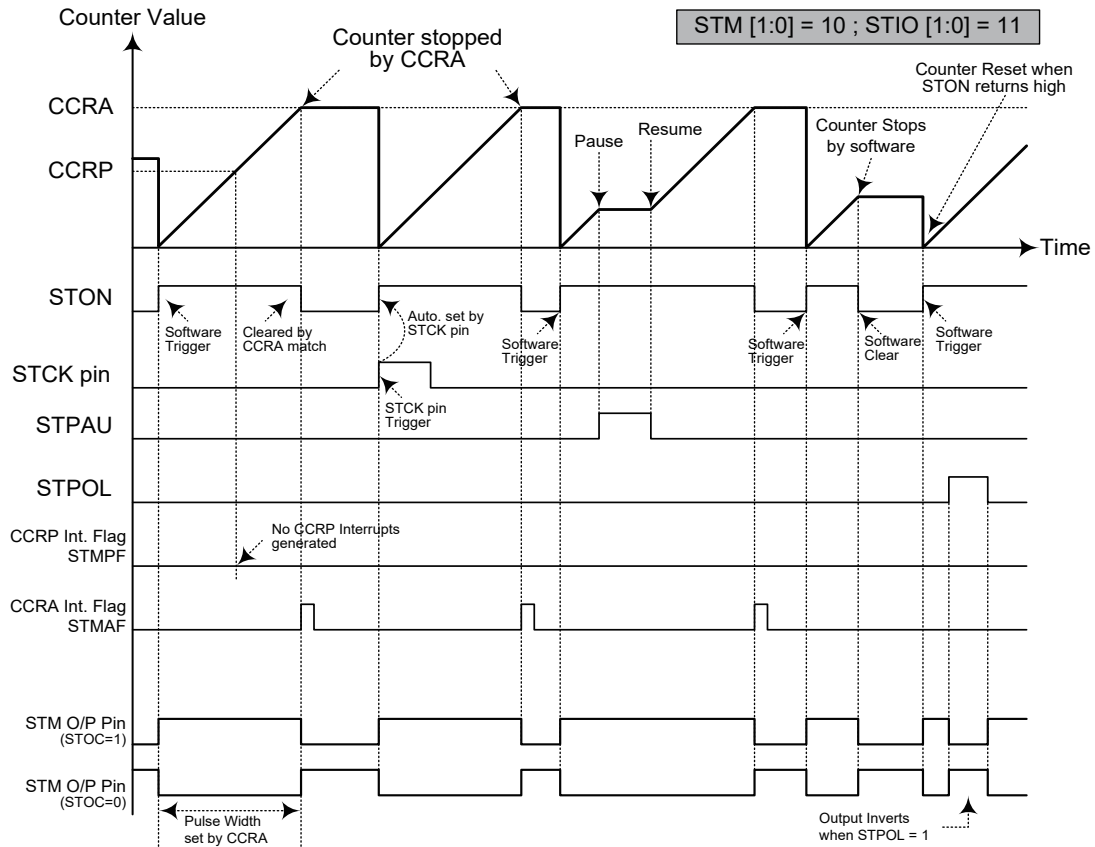 Counter Value
STM [1:0] = 10 ; STIO [1:0] = 11
Counter stopped
by CCRA
Counter Reset when
STON returns high
CCRA
Pause
Resume
Counter Stops
by software
CCRP
Time
STON
Software
Trigger
Cleared by
CCRA match
Auto. set by
STCK pin
Software
Trigger
Software
Trigger
Software
Clear
Software
Trigger
STCK pin
STCK pin
Trigger
STPAU
STPOL
CCRP Int. Flag
STMPF
No CCRP Interrupts
generated
CCRA Int. Flag
STMAF
STM O/P Pin
(STOC=1)
STM O/P Pin
(STOC=0)
Pulse Width
set by CCRA
Output Inverts
when STPOL = 1